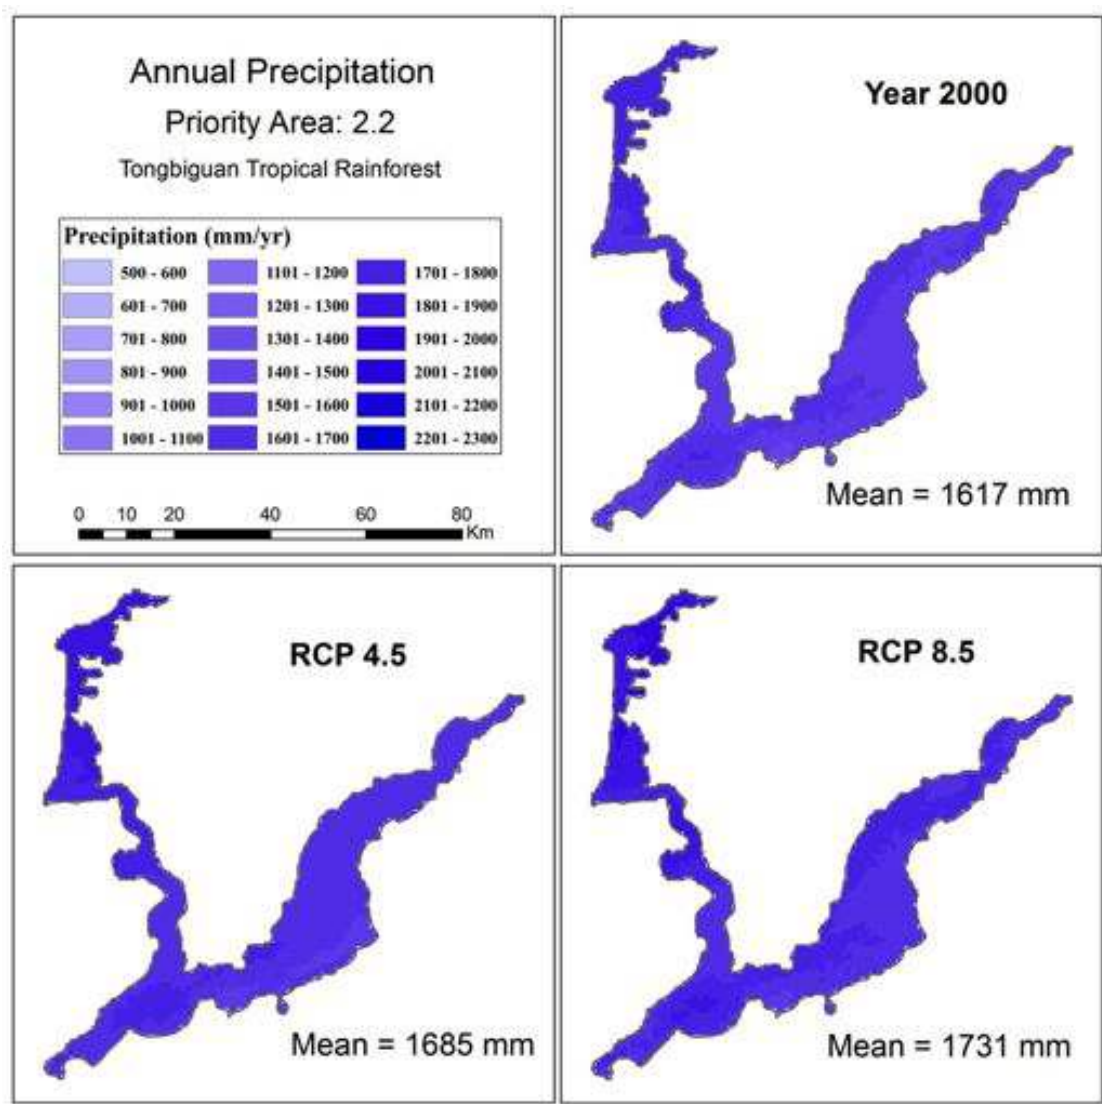 Annual Precipitation
Priority Area: 2.2
Tongbiguan Tropical Rainforest
Precipitation (mm/yr)
500 - 600
601 - 700
701 - 800
801 - 900
901 - 1000
1001 - 1100
1101 - 1200
1201 - 1300
1301 - 1400
1401 - 1500
1501 - 1600
1601 - 1700
1701 - 1800
1801 - 1900
1901 - 2000
2001 - 2100
2101 - 2200
2201 - 2300
0 10 20 40 60 80
Km
Year 2000
Mean = 1617 mm
RCP 4.5
Mean = 1685 mm
RCP 8.5
Mean = 1731 mm